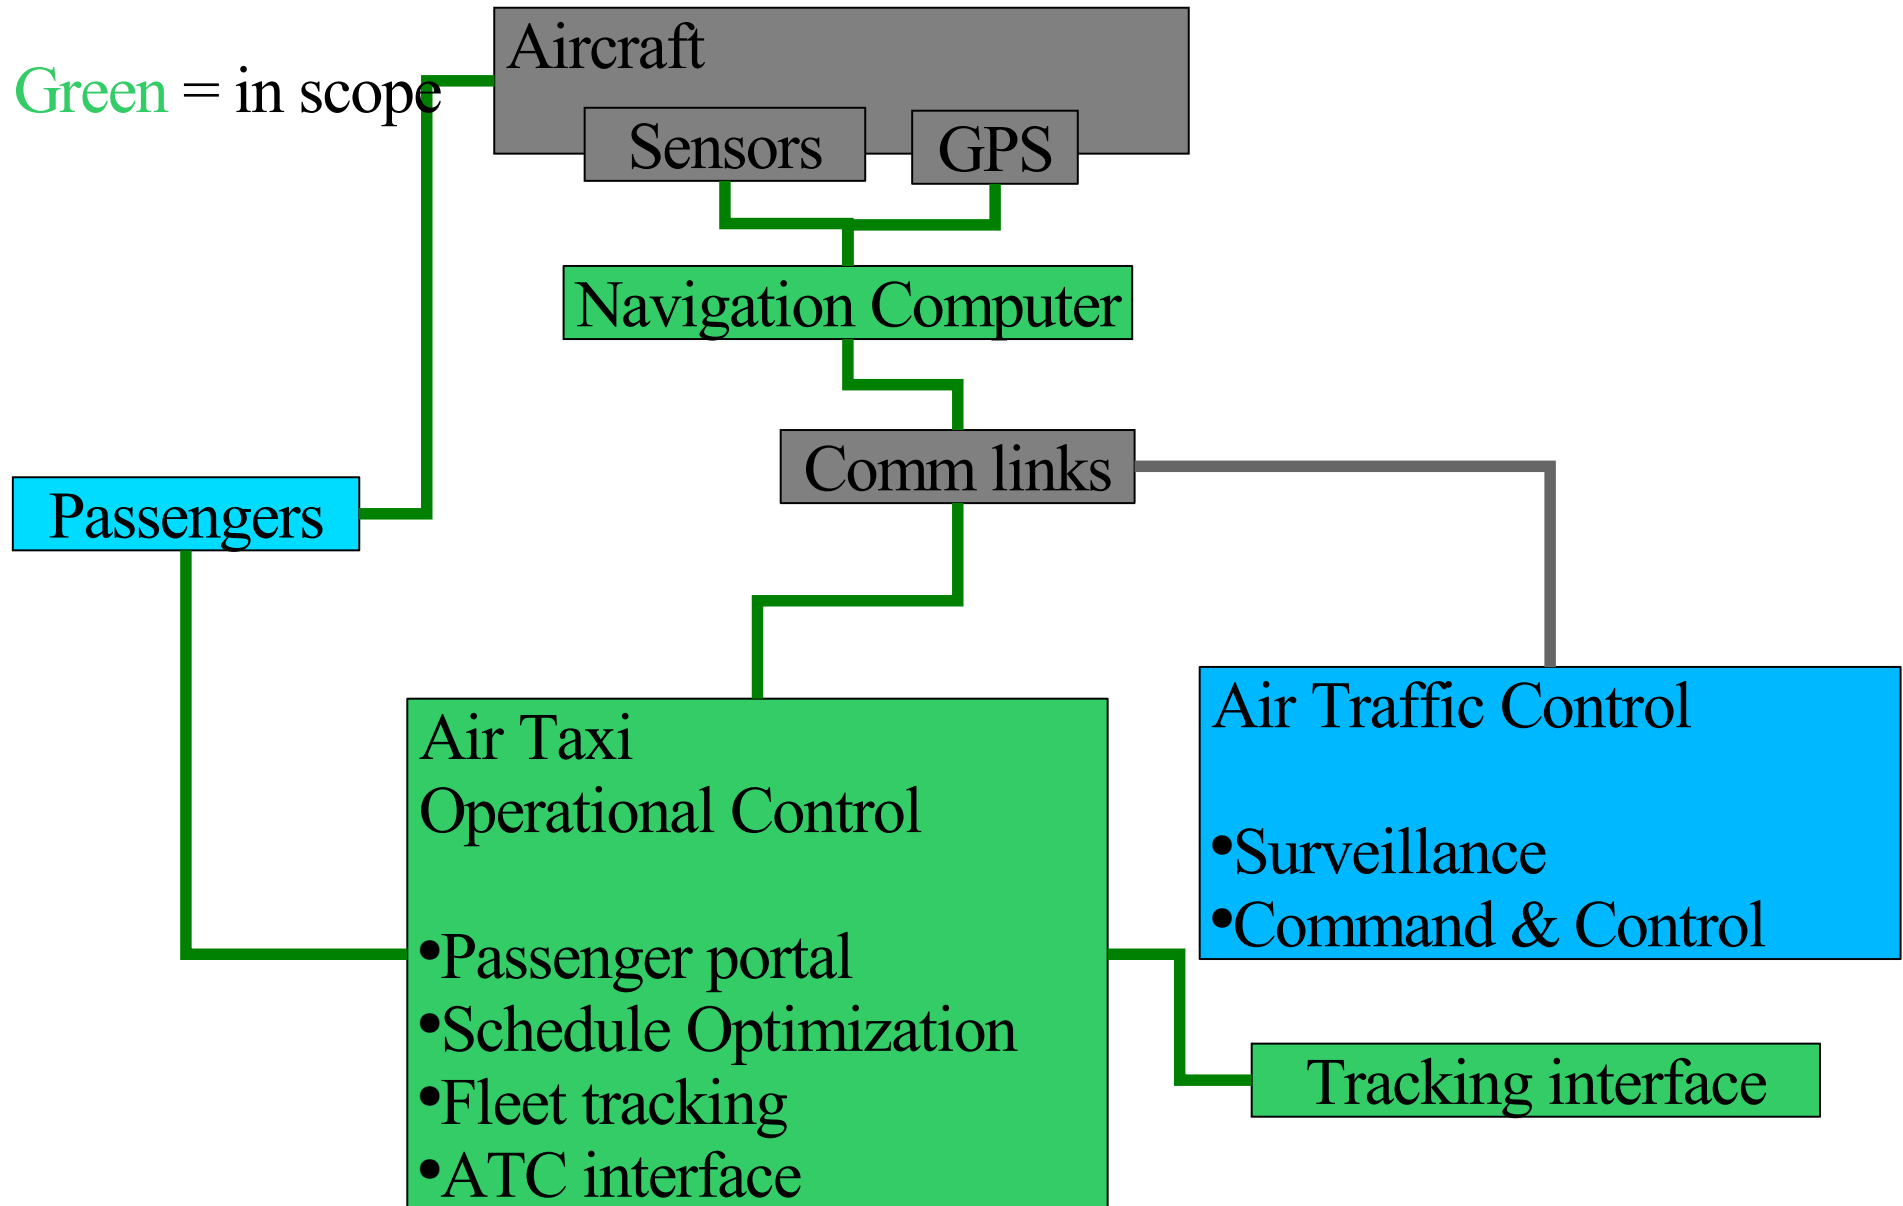 Aircraft
Green = in scope
Sensors
GPS
Navigation Computer
Comm links
Passengers
Air Traffic Control
•Surveillance
•Command & Control
Air Taxi
Operational Control
•Passenger portal
•Schedule Optimization
•Fleet tracking
•ATC interface
Tracking interface